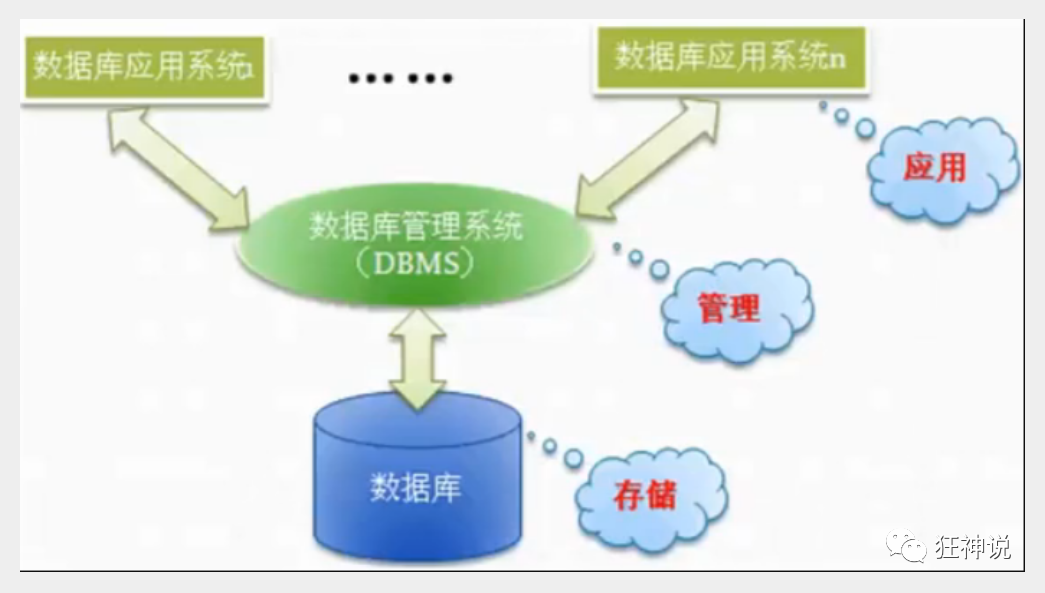 数据库应用系统1
…… 
数据库应用系统n
应用
数据库管理系统
（DBMS）
管理
数据库
存储
狂神说